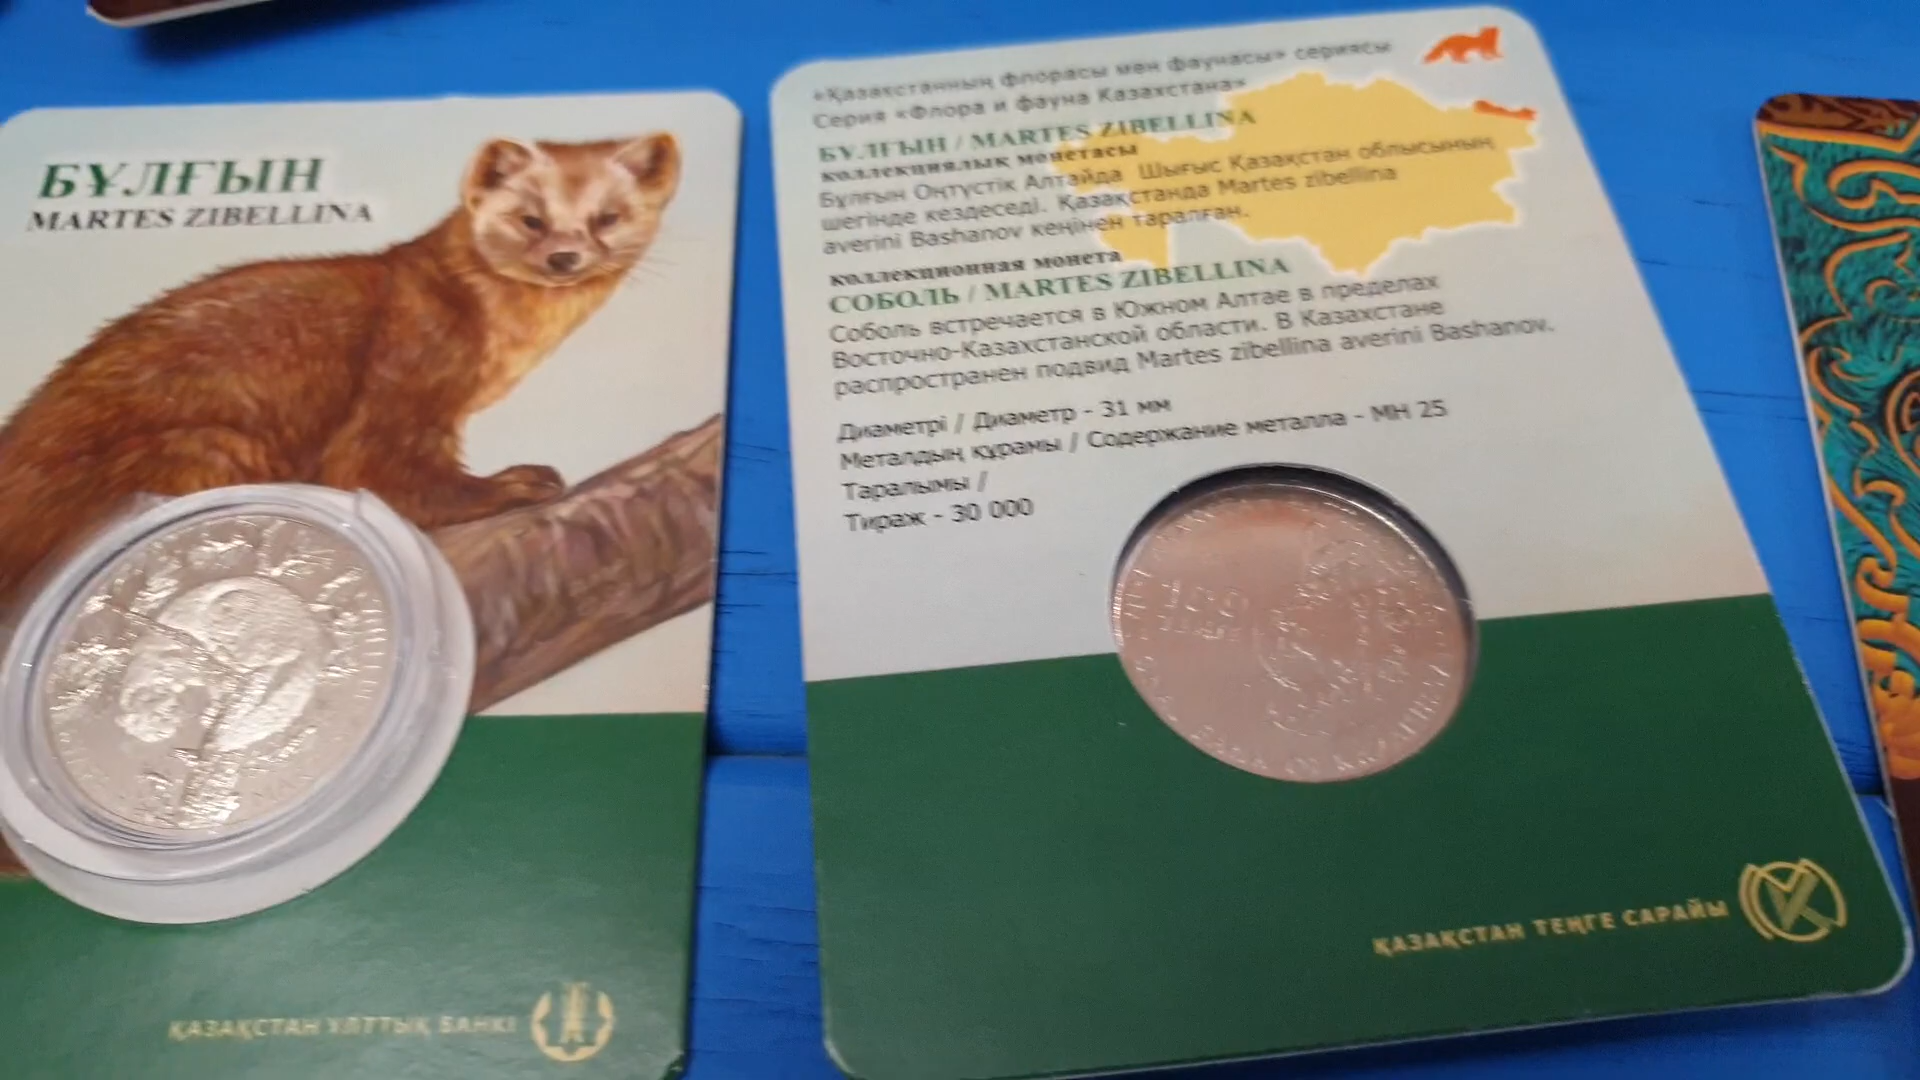 БҰЛҒЫН
MARTES ZIBELLINA
ҚАЗАҚСТАН ҰЛТТЫҚ БАНКІ
«Қазақстанның флорасы мен фаунасы» сериясы
Серия «Флора и фауна Казахстана»
БҰЛҒЫН / MARTES ZIBELLINA
коллекциялық монетасы
Бұлғын Оңтүстік Алтайда Шығыс Қазақстан облысының
шегінде кездеседі. Қазақстанда Martes zibellina
averini Bashanov кеңінен таралған.
коллекционная монета
СОБОЛЬ / MARTES ZIBELLINA
Соболь встречается в Южном Алтае в пределах
Восточно-Казахстанской области. В Казахстане
распространен подвид Martes zibellina averini Bashanov.
Диаметрі / Диаметр - 31 мм
Металдың құрамы / Содержание металла - МН 25
Таралымы /
Тираж - 30 000
100
ҚАЗАҚСТАН ТЕҢГЕ САРАЙЫ